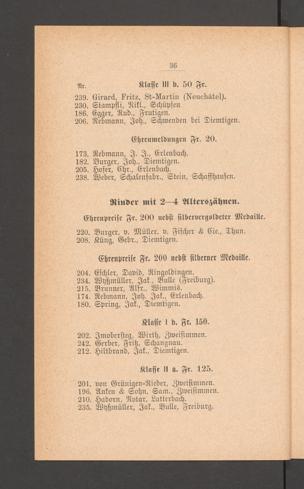 36
Nr. Klasse III b. 50 Fr.
239. Girard, Fritz, St-Martin (Neuchâtel).
230. Stampfli, Nikl., Schüpfen
186. Egger, Rud., Frutigen.
206. Rebmann, Joh., Schwenden bei Diemtigen.
Ehrenmeldungen Fr. 20.
173. Rebmann, J. J., Erlenbach.
182. Burger, Joh., Diemtigen.
205. Hofer, Chr., Erlenbach.
238. Weber, Schalenfabr., Stein, Schaffhausen.
Rinder mit 2—4 Alterszähnen.
Ehrenpreise Fr. 200 nebst silbervergoldeter Medaille.
220. Burger, v. Müller, v. Fischer & Cie., Thun.
208. Küng, Gebr., Diemtigen.
Ehrenpreise Fr. 200 nebst silberner Medaille.
204. Eschler, David, Ringoldingen.
234. Wyßmüller, Jak., Bulle (Freiburg).
215. Brunner, Alfr., Wimmis.
174. Rebmann, Joh. Jak., Erlenbach.
180. Spring, Jak., Diemtigen.
Klasse I b. Fr. 150.
202. Imobersteg, Wirth, Zweisimmen.
242. Gerber, Fritz, Schangnau.
212. Hiltbrand, Jak., Diemtigen.
Klasse II a. Fr. 125.
201. von Grünigen-Rieder, Zweisimmen.
196. Anken & Sohn, Sam., Zweisimmen.
210. Hadorn, Notar, Latterbach.
235. Wyßmüller, Jak., Bulle, Freiburg.